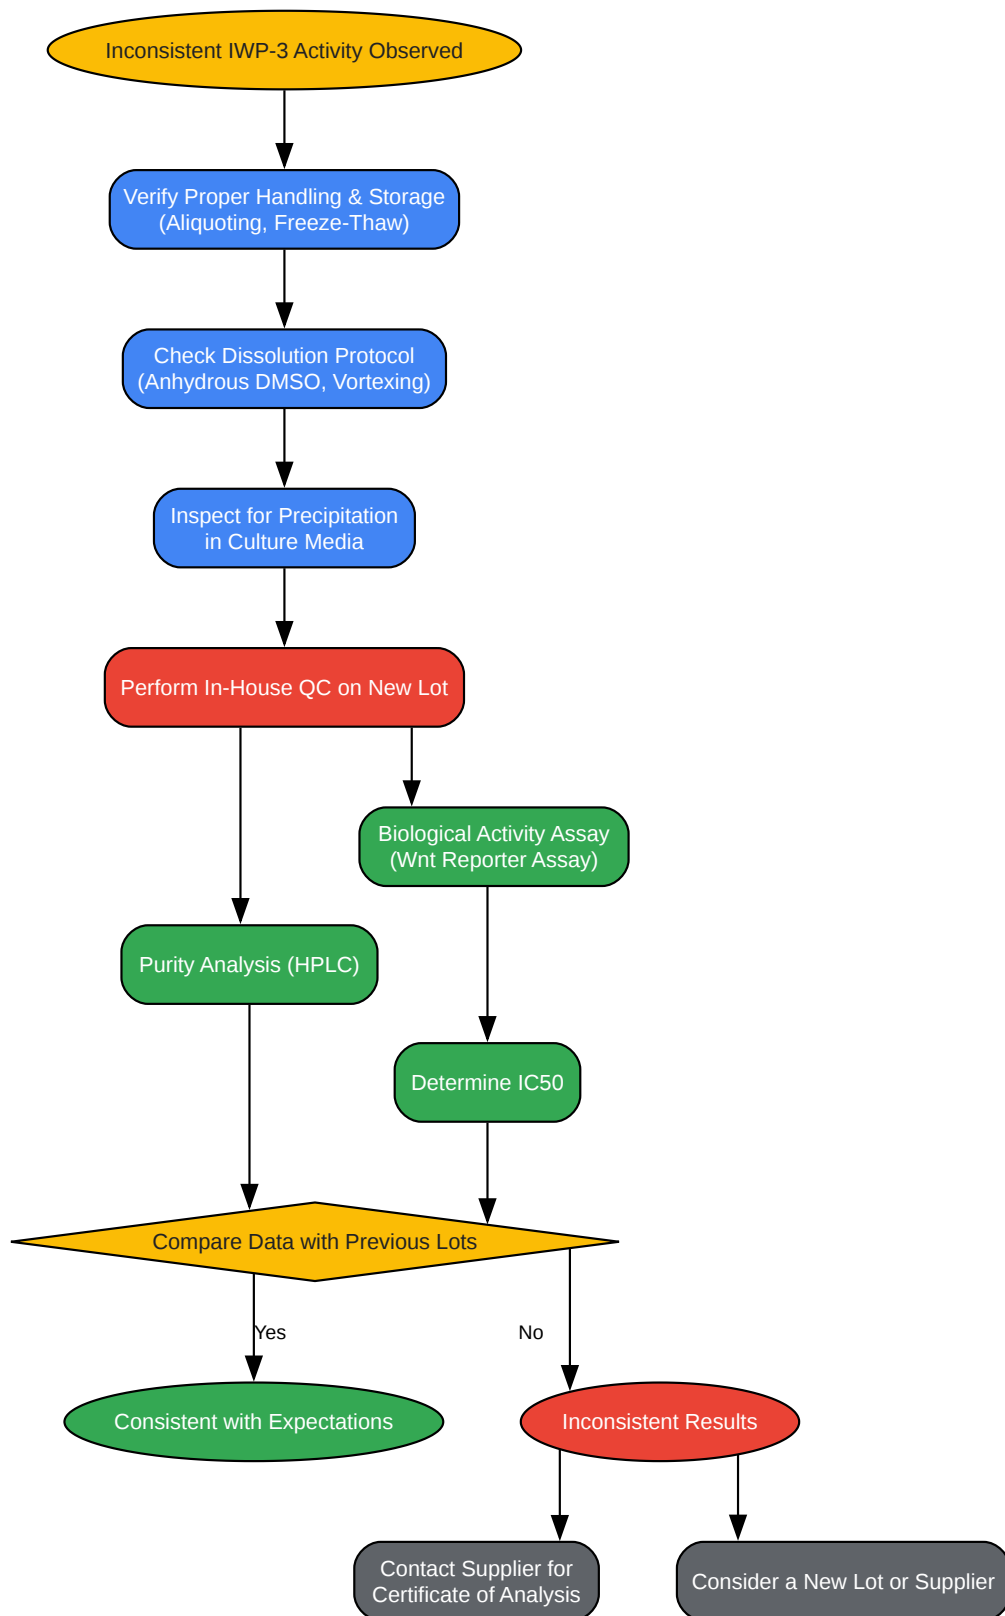 Inconsistent IWP-3 Activity Observed
Verify Proper Handling & Storage
(Aliquoting, Freeze-Thaw)
Check Dissolution Protocol
(Anhydrous DMSO, Vortexing)
Inspect for Precipitation
in Culture Media
Perform In-House QC on New Lot
Biological Activity Assay
(Wnt Reporter Assay)
Purity Analysis (HPLC)
Determine IC50
Compare Data with Previous Lots
Yes
No
Consistent with Expectations
Inconsistent Results
Contact Supplier for
Certificate of Analysis
Consider a New Lot or Supplier